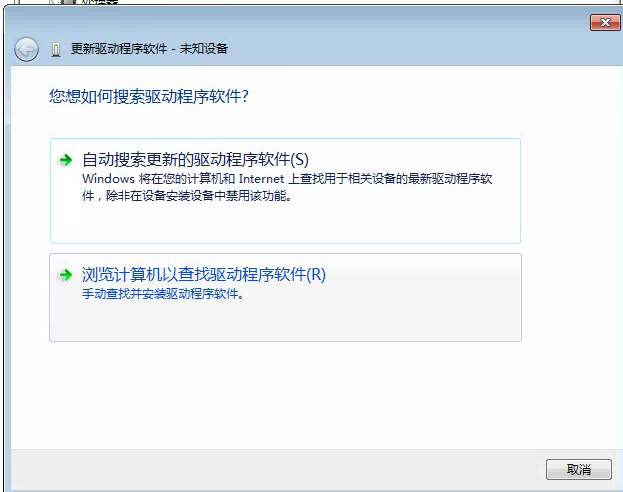 处理器
更新驱动程序软件 - 未知设备
您想如何搜索驱动程序软件?
自动搜索更新的驱动程序软件(S)
Windows 将在您的计算机和 Internet 上查找用于相关设备的最新驱动程序软
件，除非在设备安装设备中禁用该功能。
浏览计算机以查找驱动程序软件(R)
手动查找并安装驱动程序软件。
取消